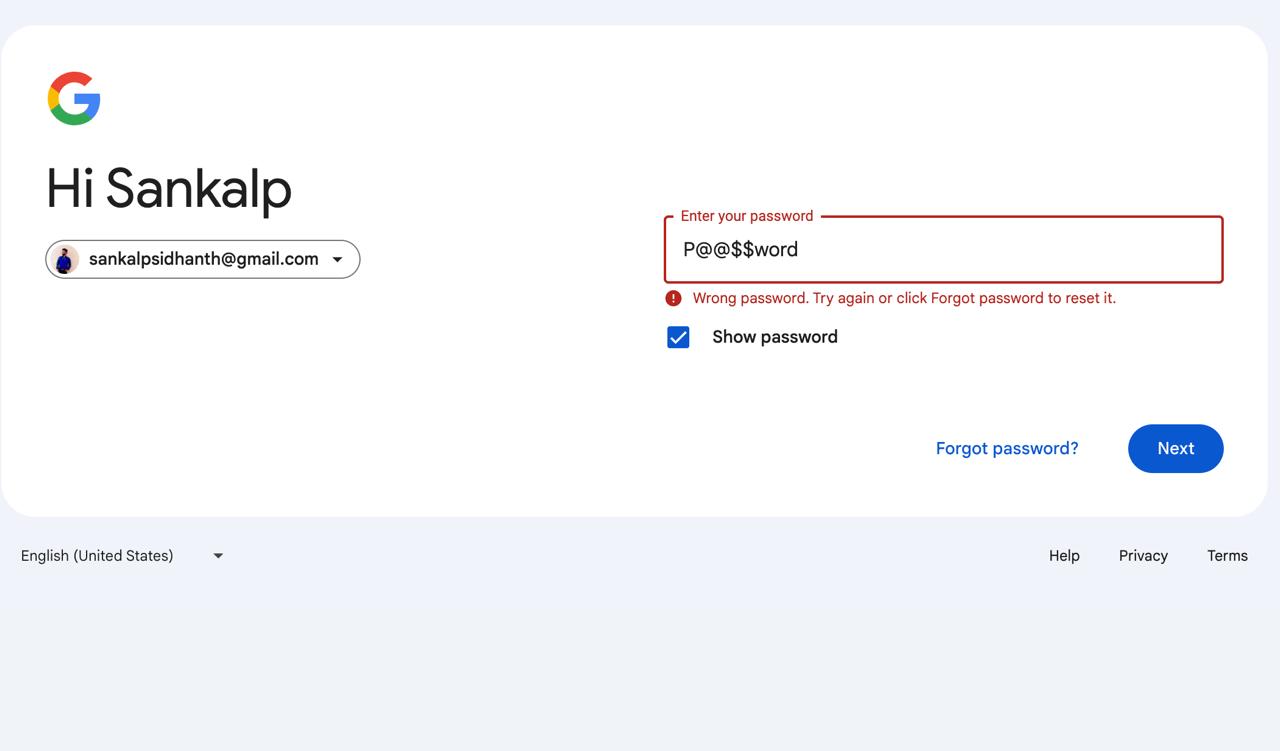 Hi Sankalp
sankalpsidhanth@gmail.com
Enter your password
P@@$$word
Wrong password. Try again or click Forgot password to reset it.
Show password
Forgot password?
Next
English (United States)
Help
Privacy
Terms